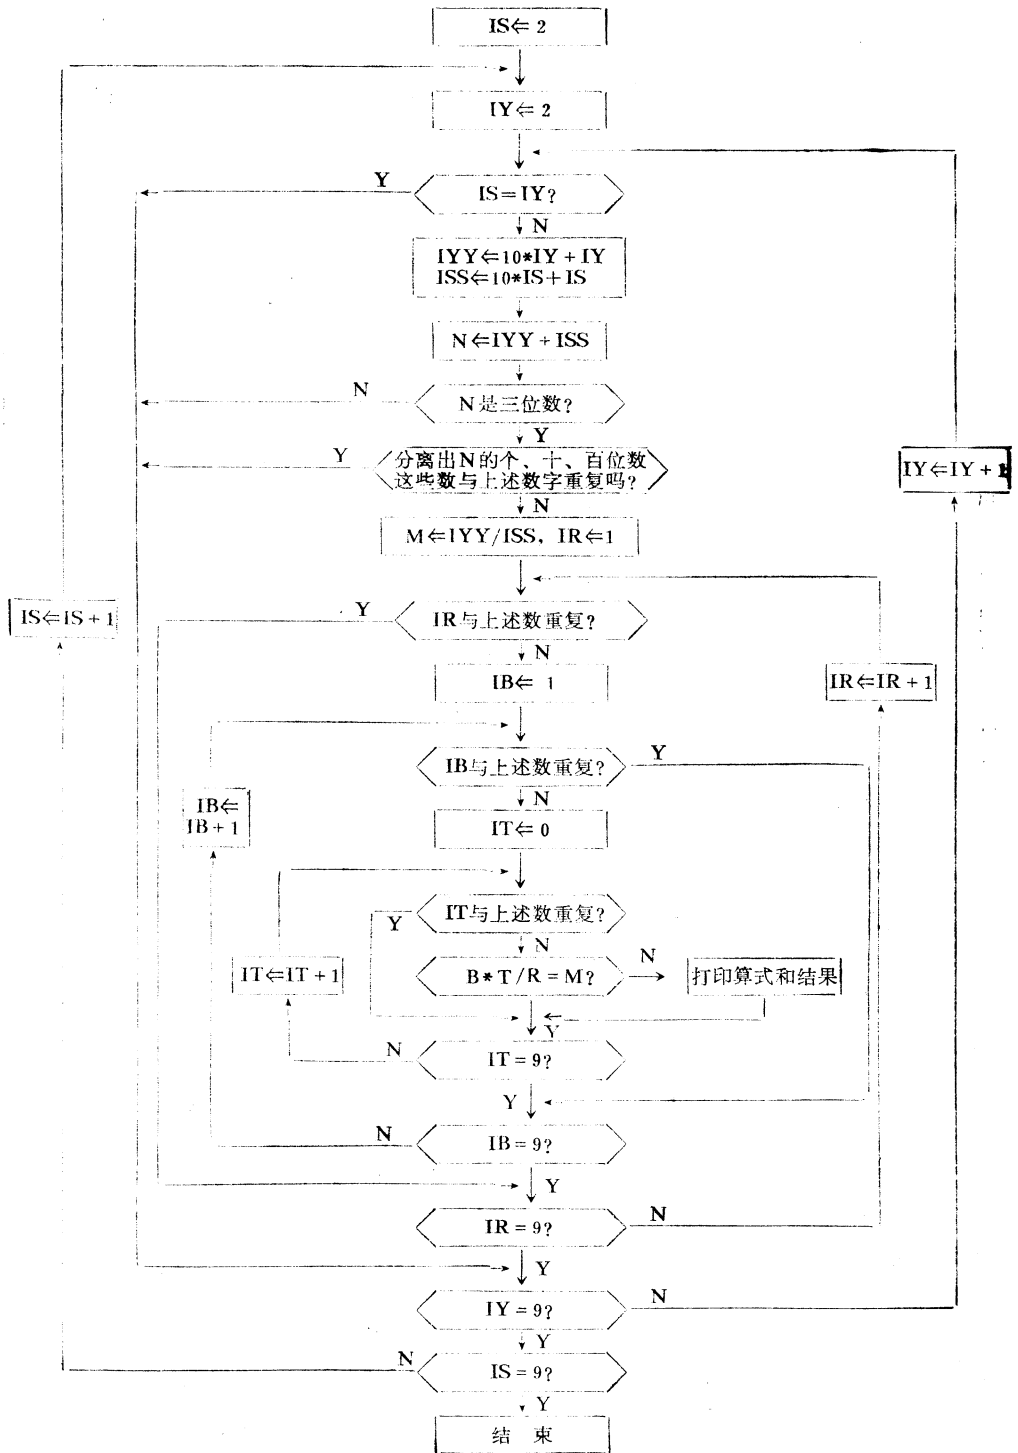 IS⇐2
IY⇐2
Y
IS=IY?
N
IYY⇐10*IY+IY
ISS⇐10*IS+IS
N⇐IYY+ISS
N
N是三位数?
Y
Y
分离出N的个、十、百位数
这些数与上述数字重复吗?
IY⇐IY+1
N
M⇐IYY/ISS, IR⇐1
IS⇐IS+1
Y
IR与上述数重复?
N
IB⇐ 1
IR⇐IR+1
IB与上述数重复?
Y
N
IB⇐
IB+1
IT⇐0
Y
IT与上述数重复?
N
IT⇐IT+1
B*T/R=M?
N
打印算式和结果
Y
N
IT=9?
Y
N
IB=9?
Y
IR=9?
N
Y
IY=9?
N
Y
N
IS=9?
Y
结 束